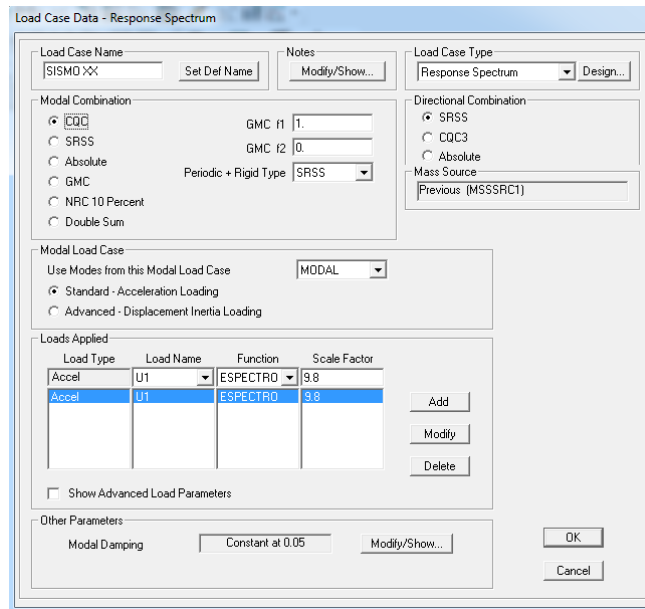 Load Case Data - Response Spectrum
Load Case Name
SISMO XX
Set Def Name
Notes
Modify/Show...
Load Case Type
Response Spectrum
Design...
Modal Combination
CQC
SRSS
Absolute
GMC
NRC 10 Percent
Double Sum
GMC f1 1.
GMC f2 0.
Periodic + Rigid Type SRSS
Directional Combination
SRSS
CQC3
Absolute
Mass Source
Previous (MSSSRC1)
Modal Load Case
Use Modes from this Modal Load Case MODAL
Standard - Acceleration Loading
Advanced - Displacement Inertia Loading
Loads Applied
Load Type Load Name Function Scale Factor
Accel U1 ESPECTRO 9.8
Accel U1 ESPECTRO 9.8
Add
Modify
Delete
Show Advanced Load Parameters
Other Parameters
Modal Damping Constant at 0.05 Modify/Show...
OK
Cancel